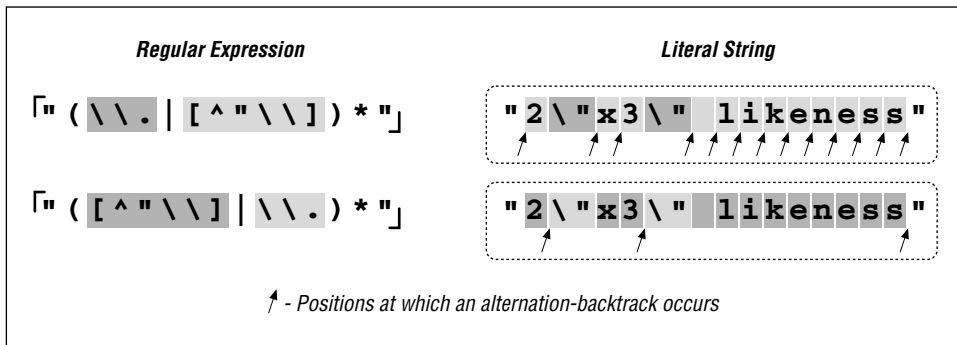 Regular Expression Literal String
⌈"(\\.|[^"\\])*"⌋ "2\"x3\" likeness"
⌈"([^"\\]|\\.)*"⌋ "2\"x3\" likeness"
↗ - Positions at which an alternation-backtrack occurs